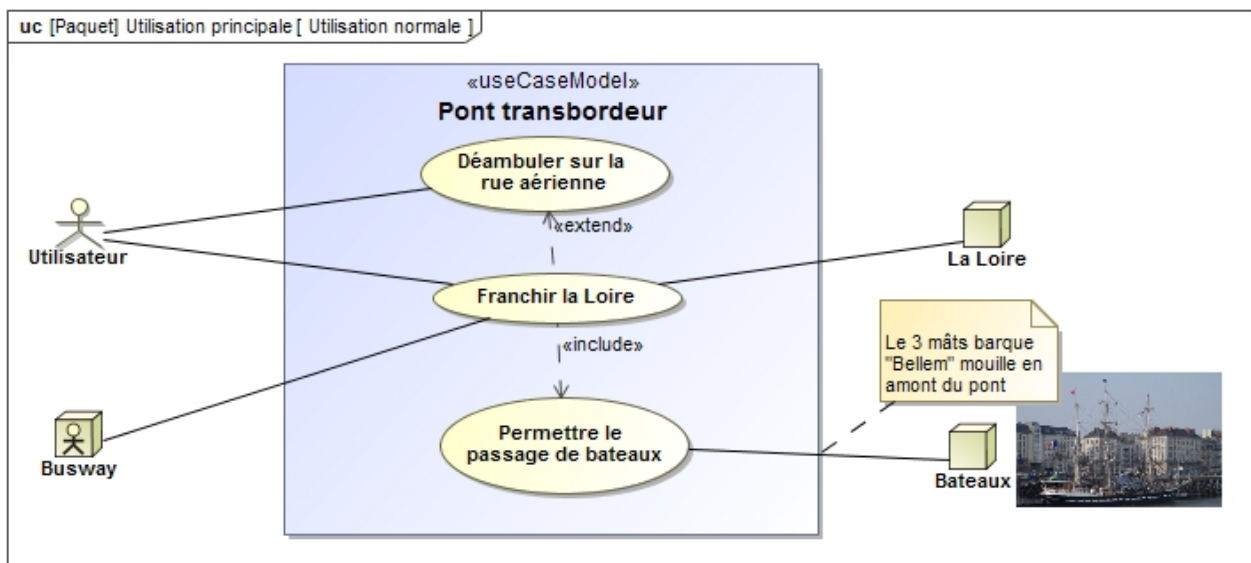 uc [Paquet] Utilisation principale [ Utilisation normale ]
«useCaseModel»
Pont transbordeur
Déambuler sur la
rue aérienne
Utilisateur
«extend»
La Loire
Franchir la Loire
«include»
Le 3 mâts barque
"Bellem" mouille en
amont du pont
Busway
Permettre le
passage de bateaux
Bateaux